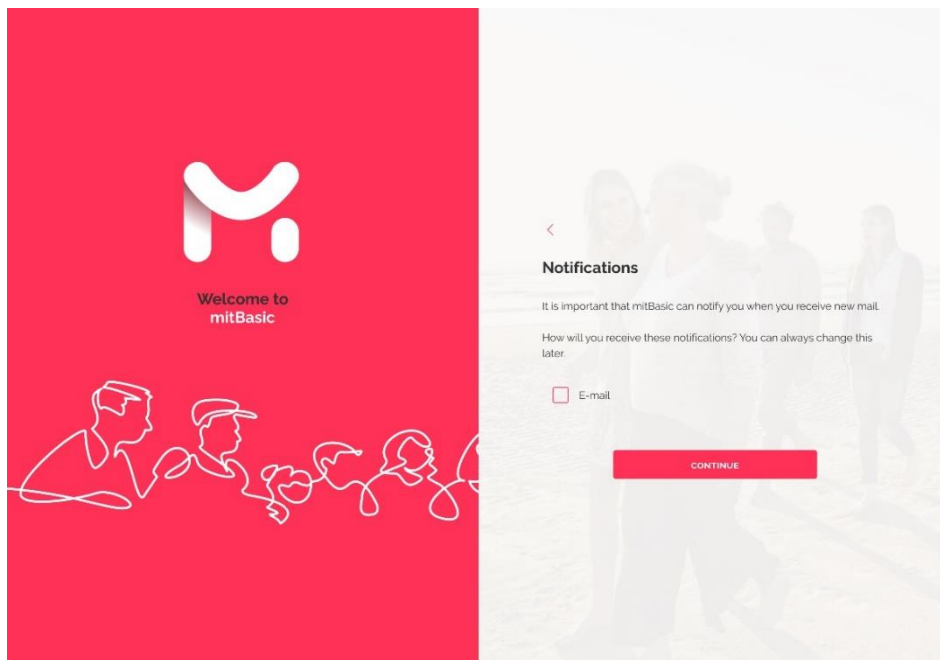 Welcome to
mitBasic
Notifications
It is important that mitBasic can notify you when you receive new mail.
How will you receive these notifications? You can always change this
later.
E-mail
CONTINUE